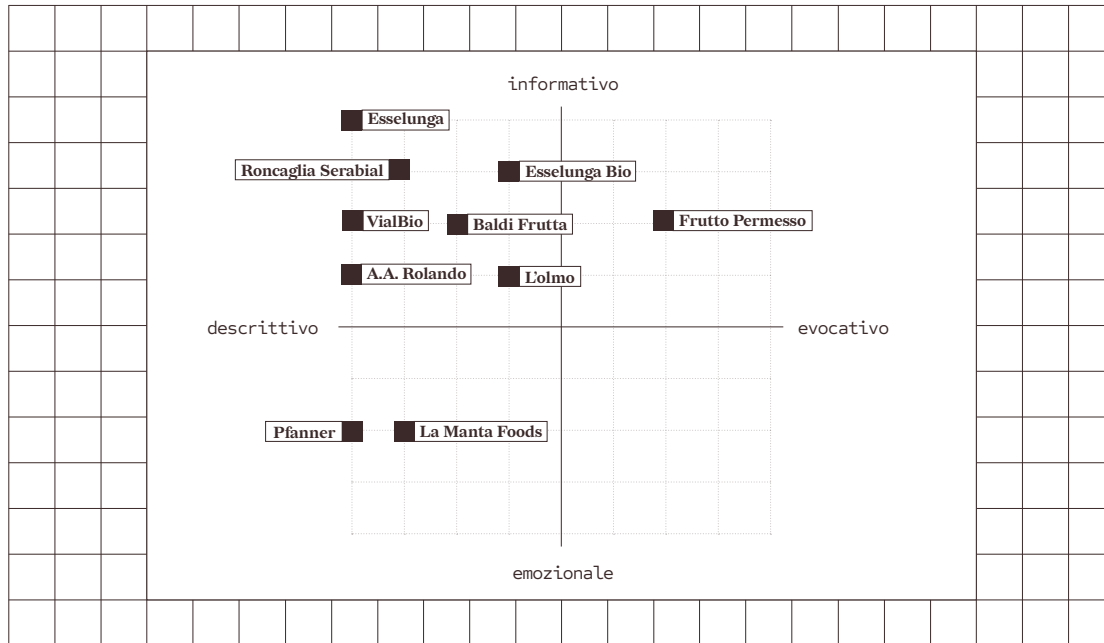 informativo
Esselunga
Roncaglia Serabial
Esselunga Bio
VialBio
Baldi Frutta
Frutto Permesso
A.A. Rolando
L'olmo
descrittivo
evocativo
Pfanner
La Manta Foods
emozionale